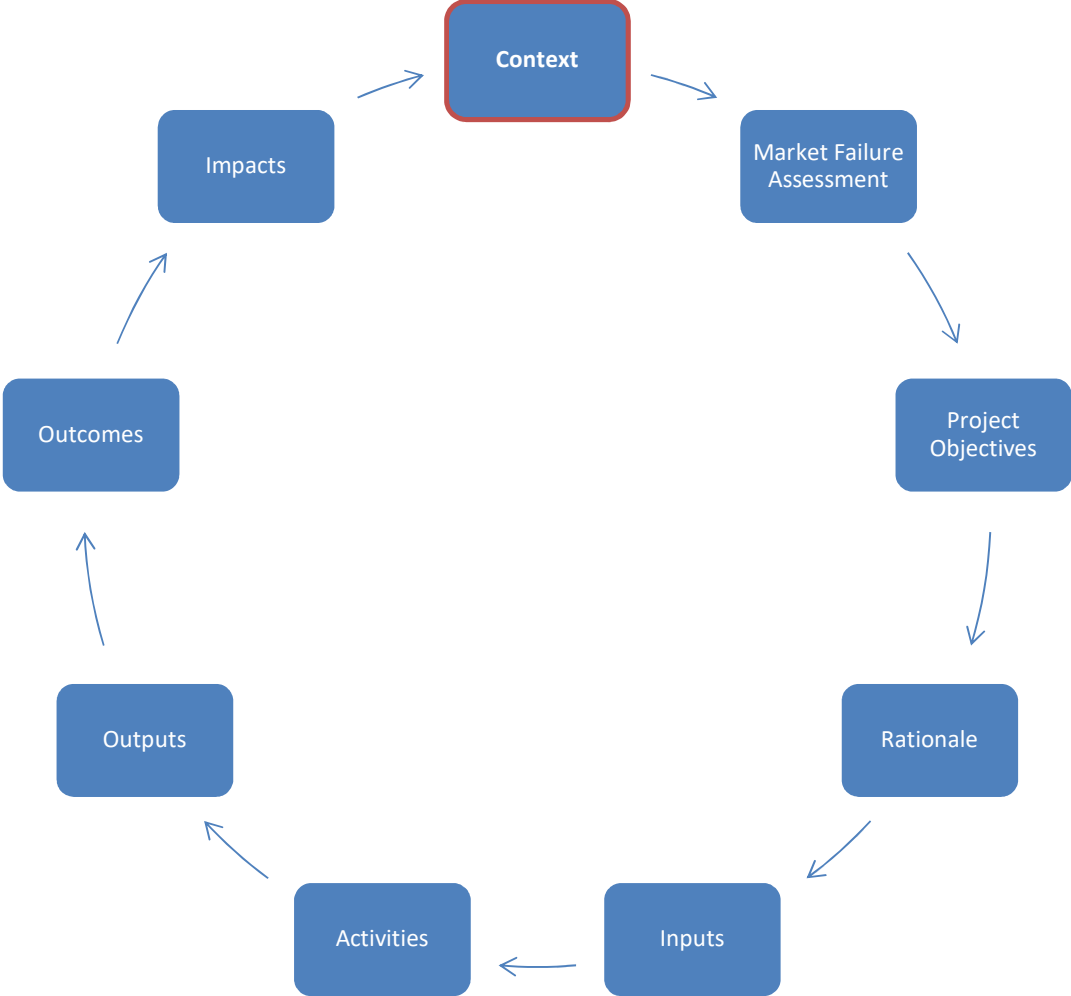 Context
Market Failure
Assessment
Project
Objectives
Rationale
Inputs
Activities
Outputs
Outcomes
Impacts